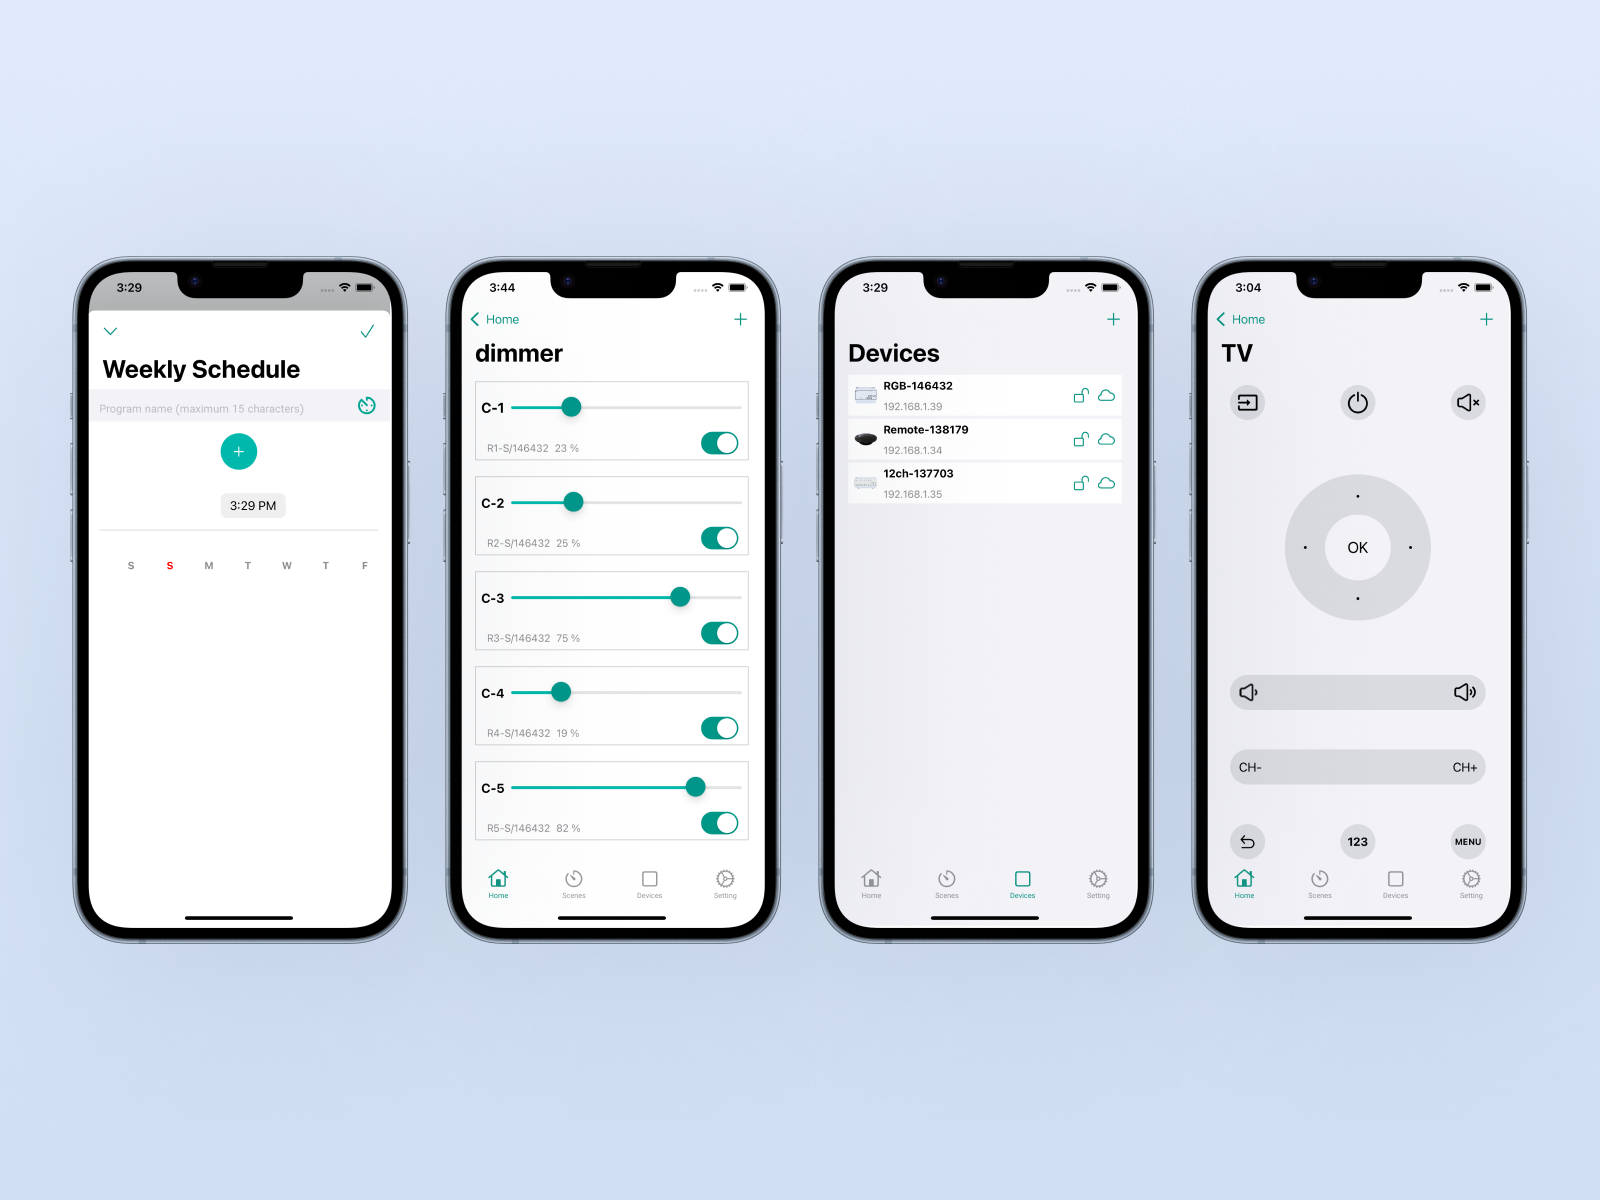 3:29
Weekly Schedule
Program name (maximum 15 characters)
3:29 PM
S S M T W T F
3:44
Home
dimmer
C-1
R1-S/146432 23 %
C-2
R2-S/146432 25 %
C-3
R3-S/146432 75 %
C-4
R4-S/146432 19 %
C-5
R5-S/146432 82 %
Home Scenes Devices Setting
3:29
Devices
RGB-146432
192.168.1.39
Remote-138179
192.168.1.34
12ch-137703
192.168.1.35
Home Scenes Devices Setting
3:04
Home
TV
OK
CH- CH+
123 MENU
Home Scenes Devices Setting